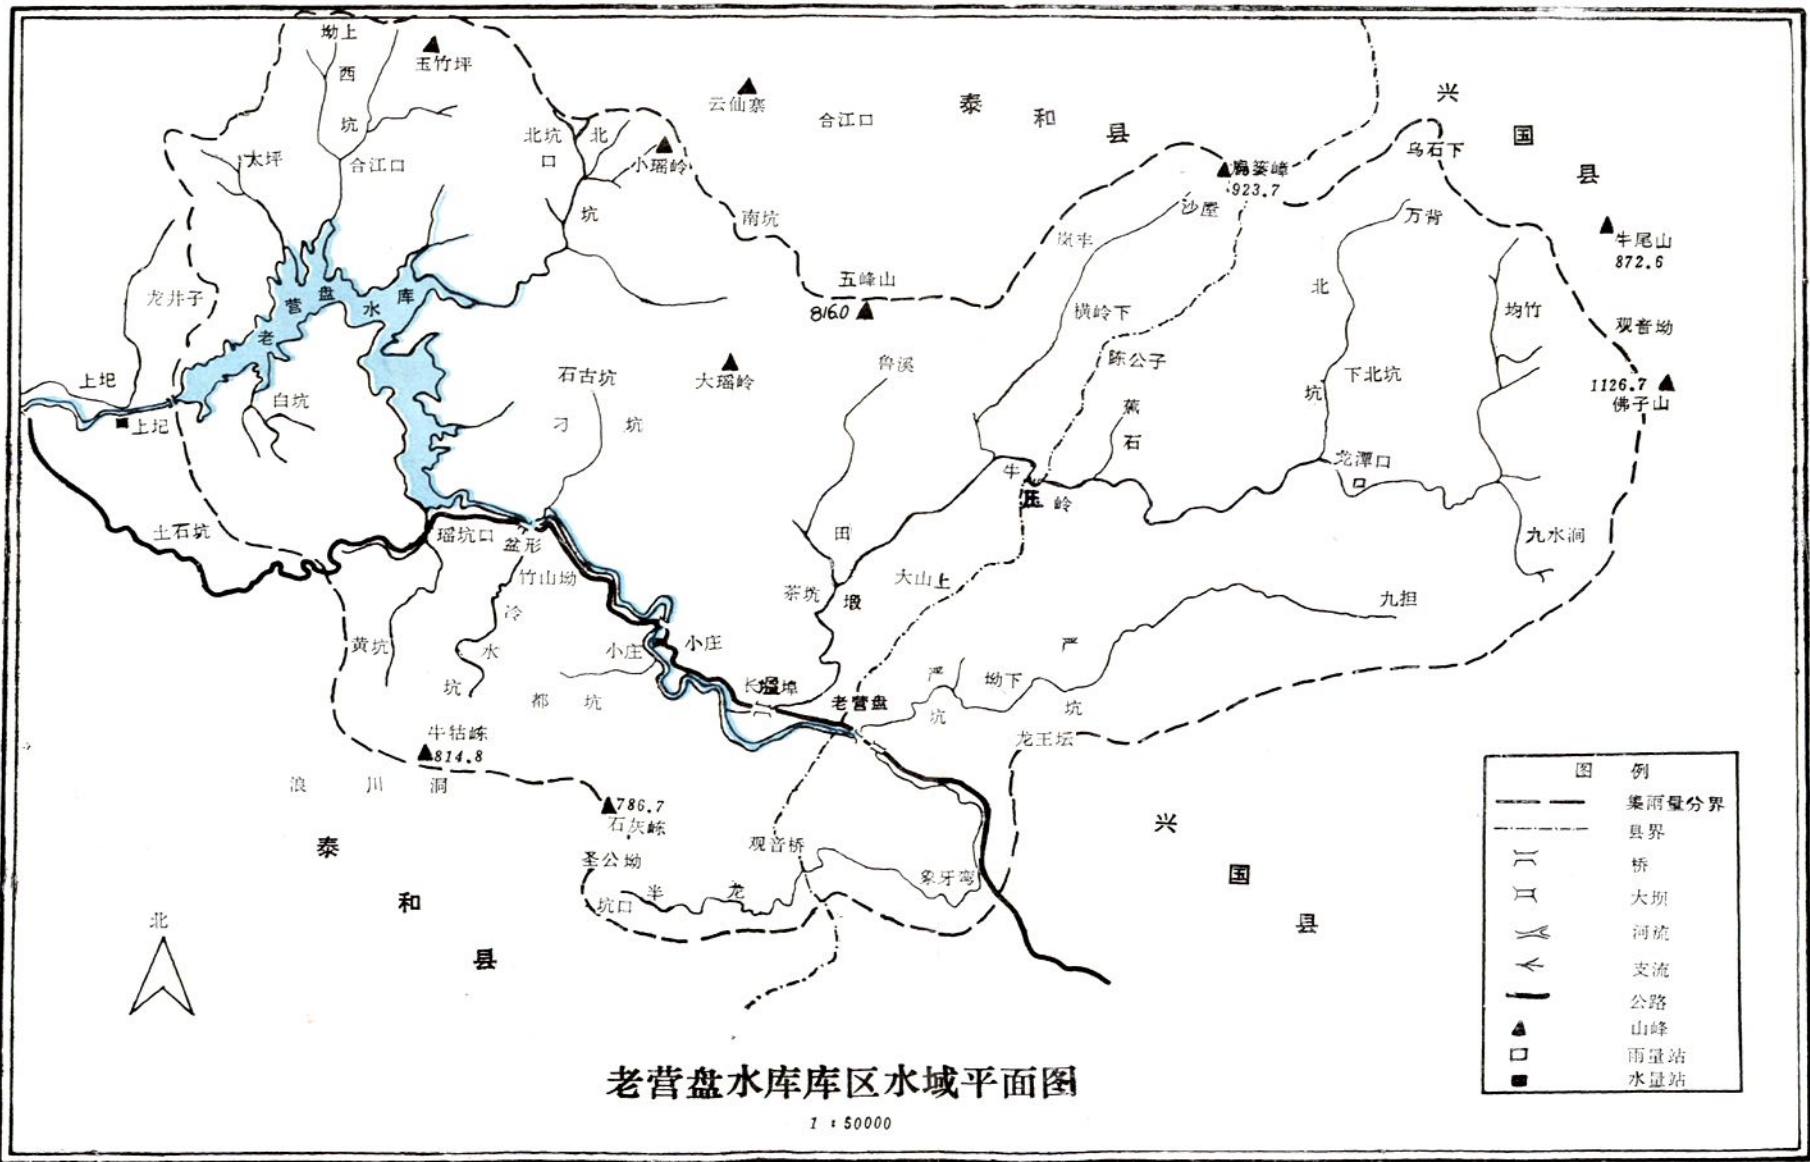 坳上
玉竹坪
西
坑
云仙寨
合江口
泰
和
县
兴
国
县
北坑
口
北
坑
小瑶岭
太坪
合江口
乌石下
923.7
沙屋
万背
南坑
牛尾山
872.6
五峰山
816.0
龙井子
老
营
盘
水
库
横岭下
北
坑
均竹
观音坳
陈公子
下北坑
1126.7
佛子山
鲁溪
大瑶岭
石古坑
刁
坑
上圯
上圯
白坑
蕉
石
龙潭口
牛
压
岭
土石坑
瑶坑口
盆形
竹山坳
田
塅
茶坑
大山上
九水洞
九担
冷
水
坑
黄坑
小庄
小庄
都
坑
老营盘
严
坑
坳下
严
坑
龙王坛
牛牯崠
814.8
浪
川
洞
786.7
石灰崠
圣公坳
坑口
半
龙
观音桥
象牙弯
泰
和
县
兴
国
县
北
图 例
集雨量分界
县界
桥
大坝
河流
支流
公路
山峰
雨量站
水量站
老营盘水库库区水域平面图
1:50000